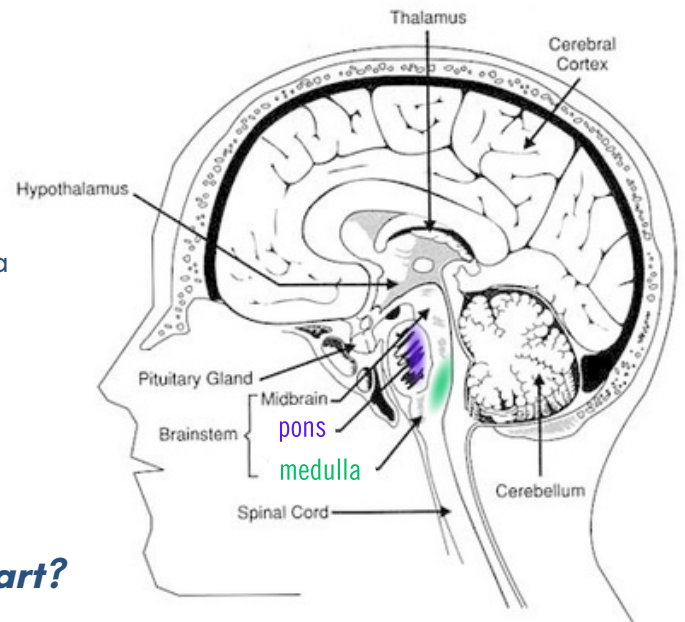 Thalamus
Cerebral
Cortex
Hypothalamus
a
Pituitary Gland
Midbrain
Brainstem
pons
medulla
Spinal Cord
Cerebellum
art?